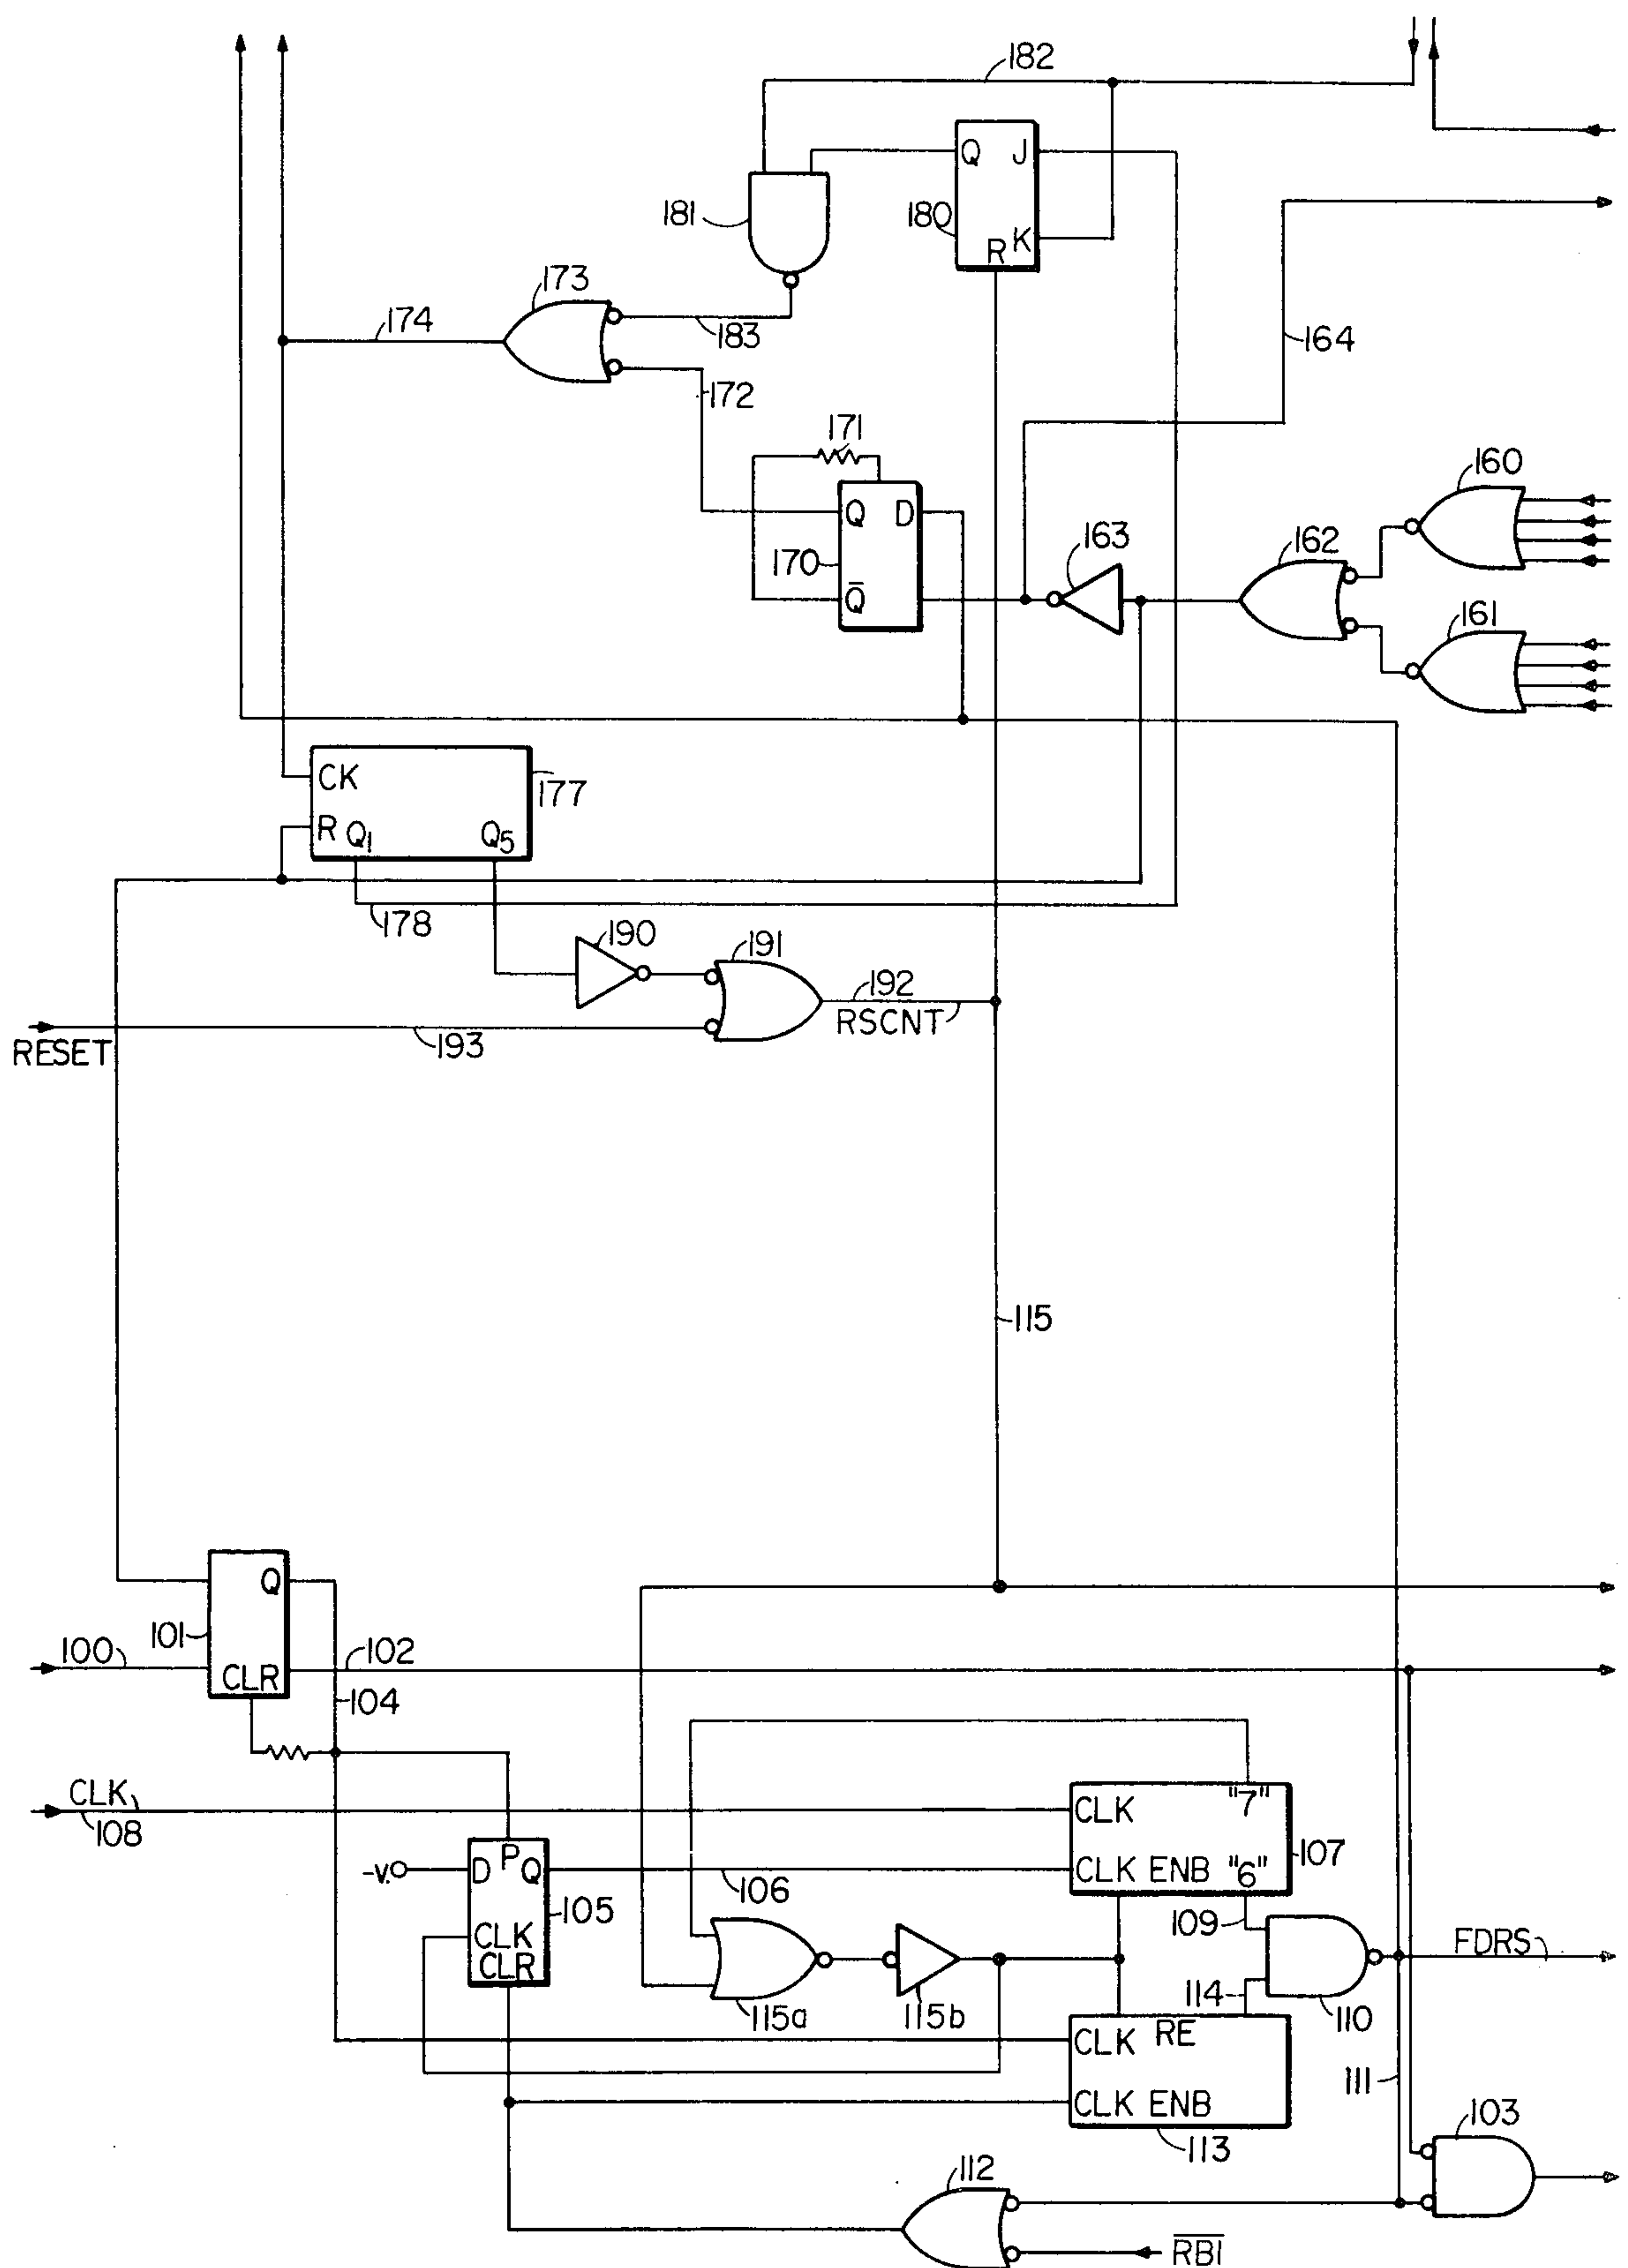 182
Q J
181
180
R K
173
174
183
164
172
171
160
Q D
163
162
170
Q̅
161
CK
177
R Q1 Q5
178
190
191
192
RSCNT
193
RESET
115
Q
101
100
102
CLR
104
CLK
"7"
108
CLK
107
P
-V
D Q
CLK ENB "6"
106
105
109
CLK
FDRS
CLR
114
115a
115b
110
CLK RE
111
CLK ENB
103
113
112
R̅B̅I̅